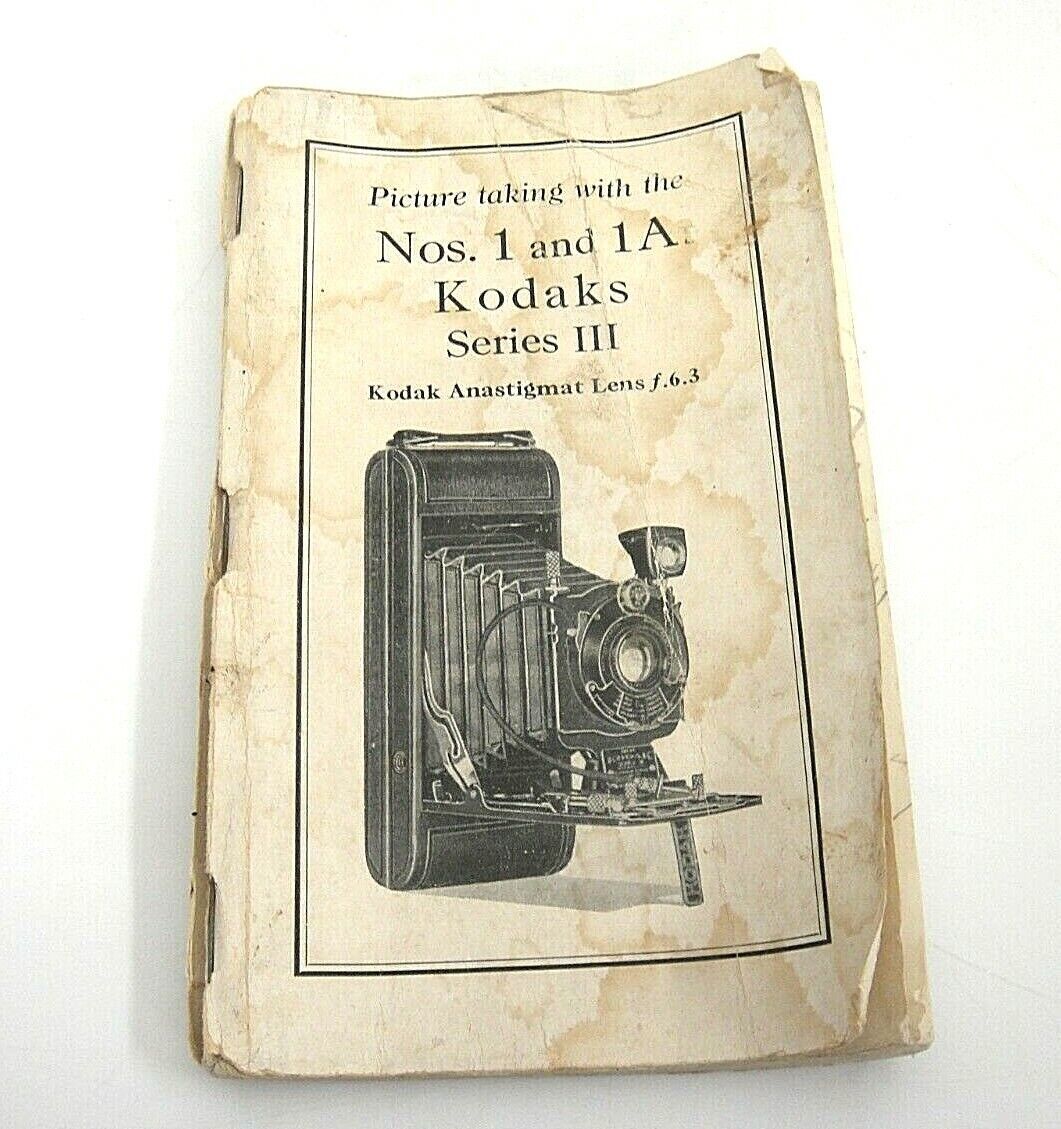 Picture taking with the
Nos. 1 and 1A
Kodaks
Series III
Kodak Anastigmat Lens f.6.3
KODAK